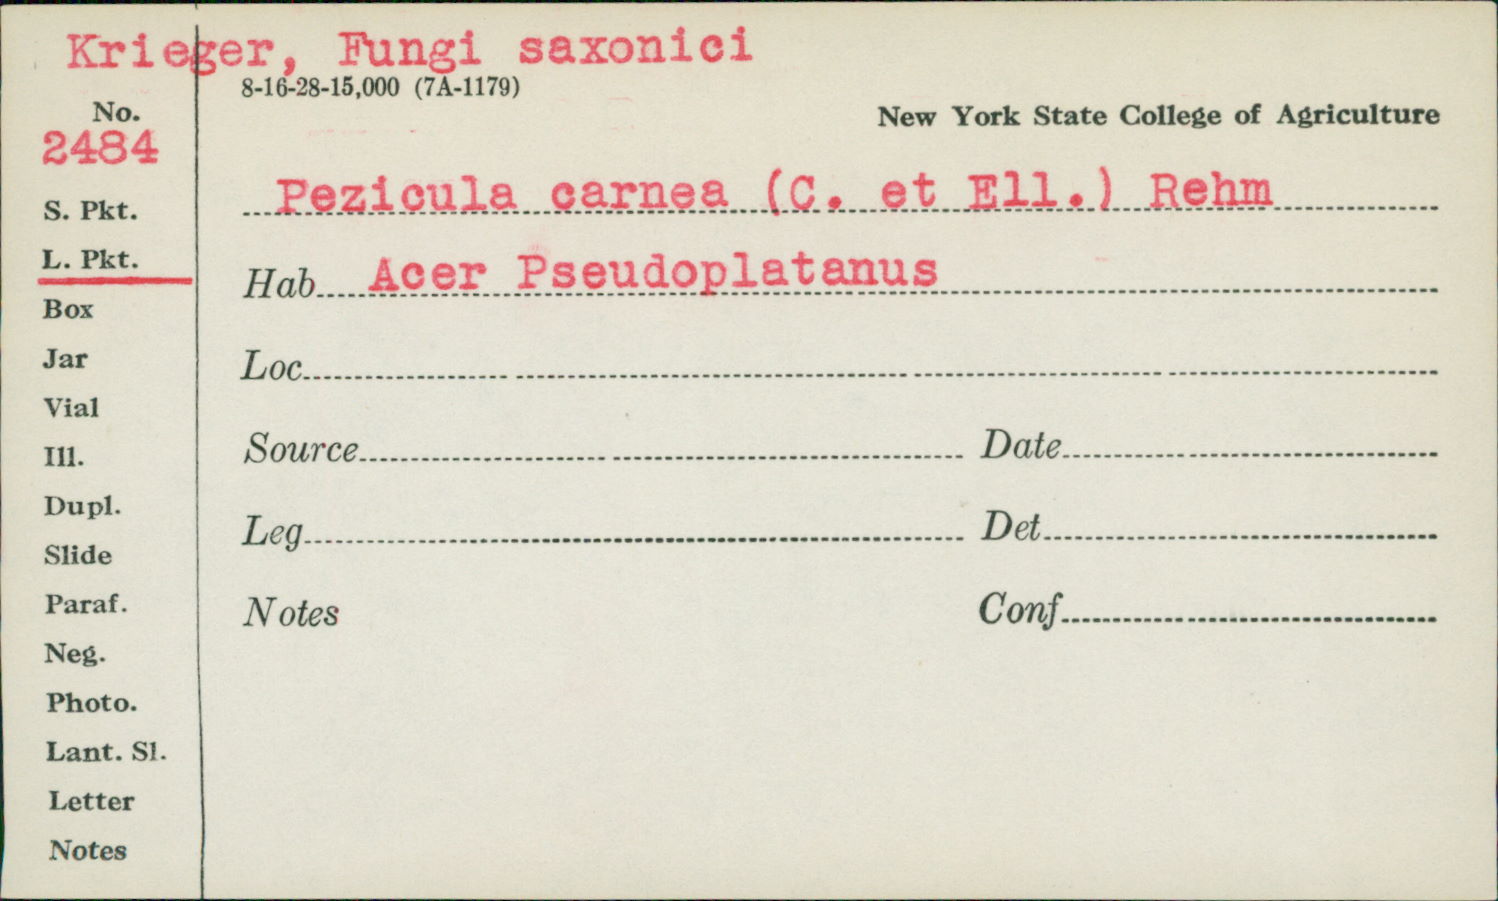 Krieger, Fungi saxonici
8-16-28-15,000 (7A-1179)
No.
New York State College of Agriculture
2484
Pezicula carnea (C. et Ell.) Rehm
S. Pkt.
L. Pkt.
Hab. Acer Pseudoplatanus
Box
Jar
Loc.
Vial
Ill.
Source
Date
Dupl.
Leg.
Det.
Slide
Paraf.
Notes
Conf.
Neg.
Photo.
Lant. Sl.
Letter
Notes